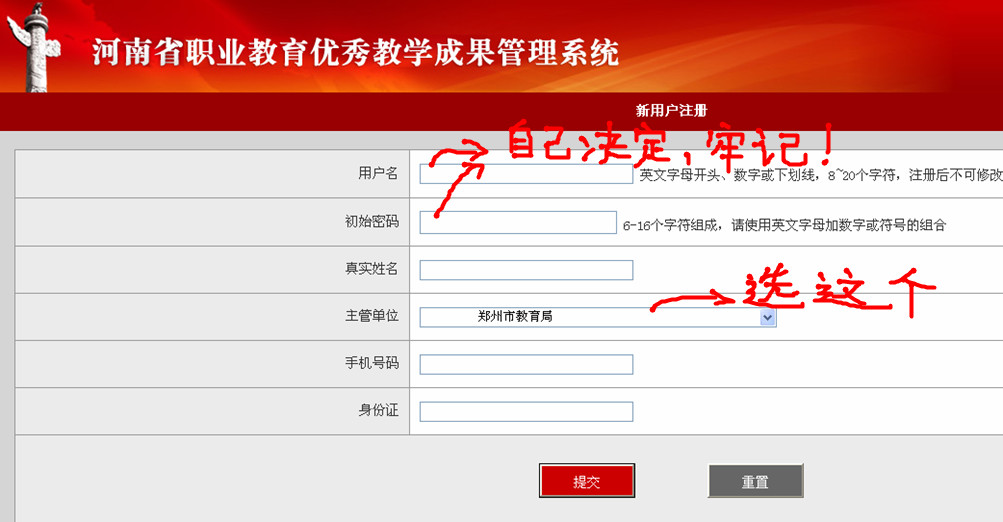 河南省职业教育优秀教学成果管理系统
新用户注册
自己决定,牢记!
用户名 英文字母开头、数字或下划线，8~20个字符，注册后不可修改
初始密码 6-16个字符组成，请使用英文字母加数字或符号的组合
真实姓名
选这个
主管单位 郑州市教育局
手机号码
身份证
提交 重置